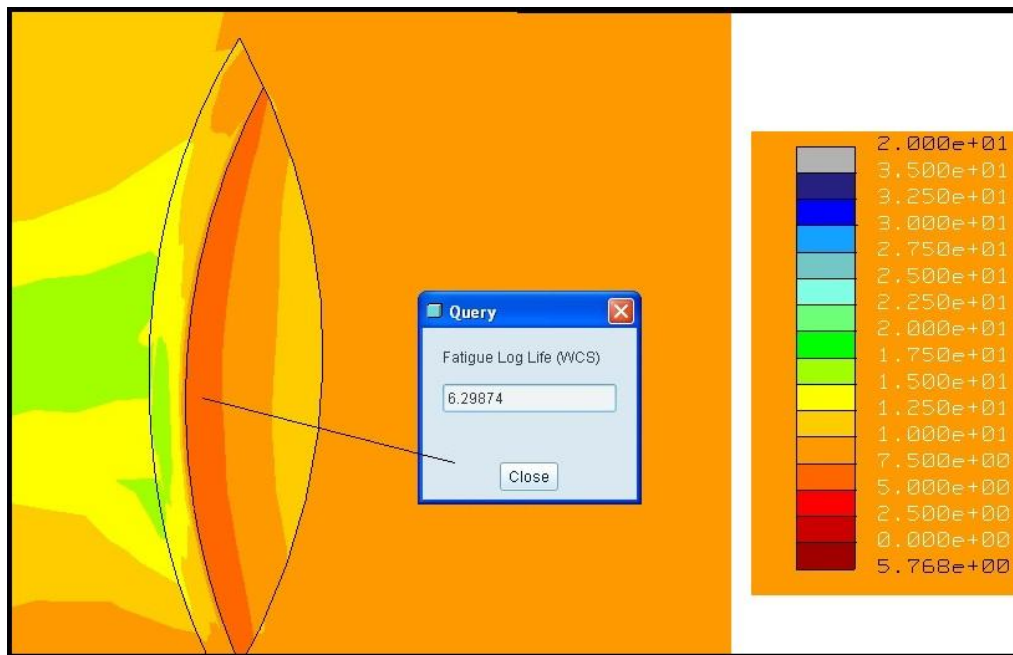 Query
Fatigue Log Life (WCS)
6.29874
Close
2.000e+01
3.500e+01
3.250e+01
3.000e+01
2.750e+01
2.500e+01
2.250e+01
2.000e+01
1.750e+01
1.500e+01
1.250e+01
1.000e+01
7.500e+00
5.000e+00
2.500e+00
0.000e+00
5.768e+00